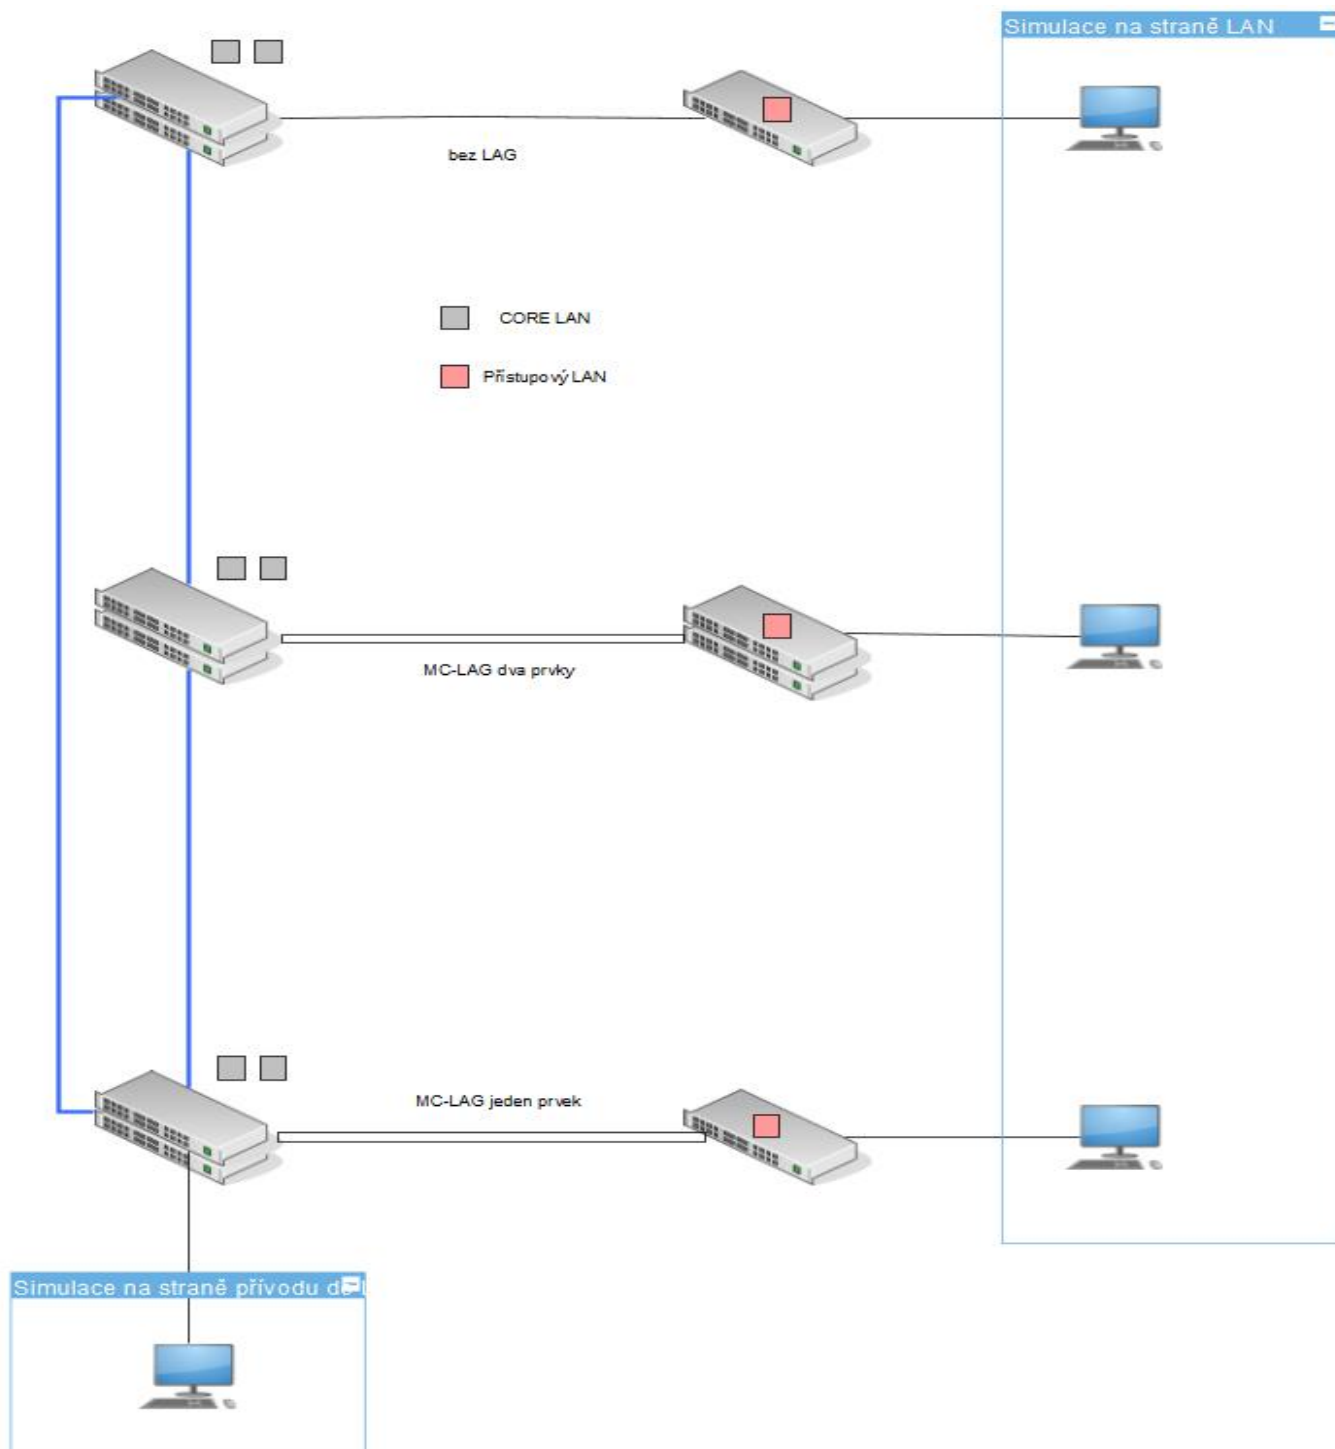 Simulace na straně LAN
bez LAG
CORE LAN
Přístupový LAN
MC-LAG dva prvky
MC-LAG jeden prvek
Simulace na straně přívodu do